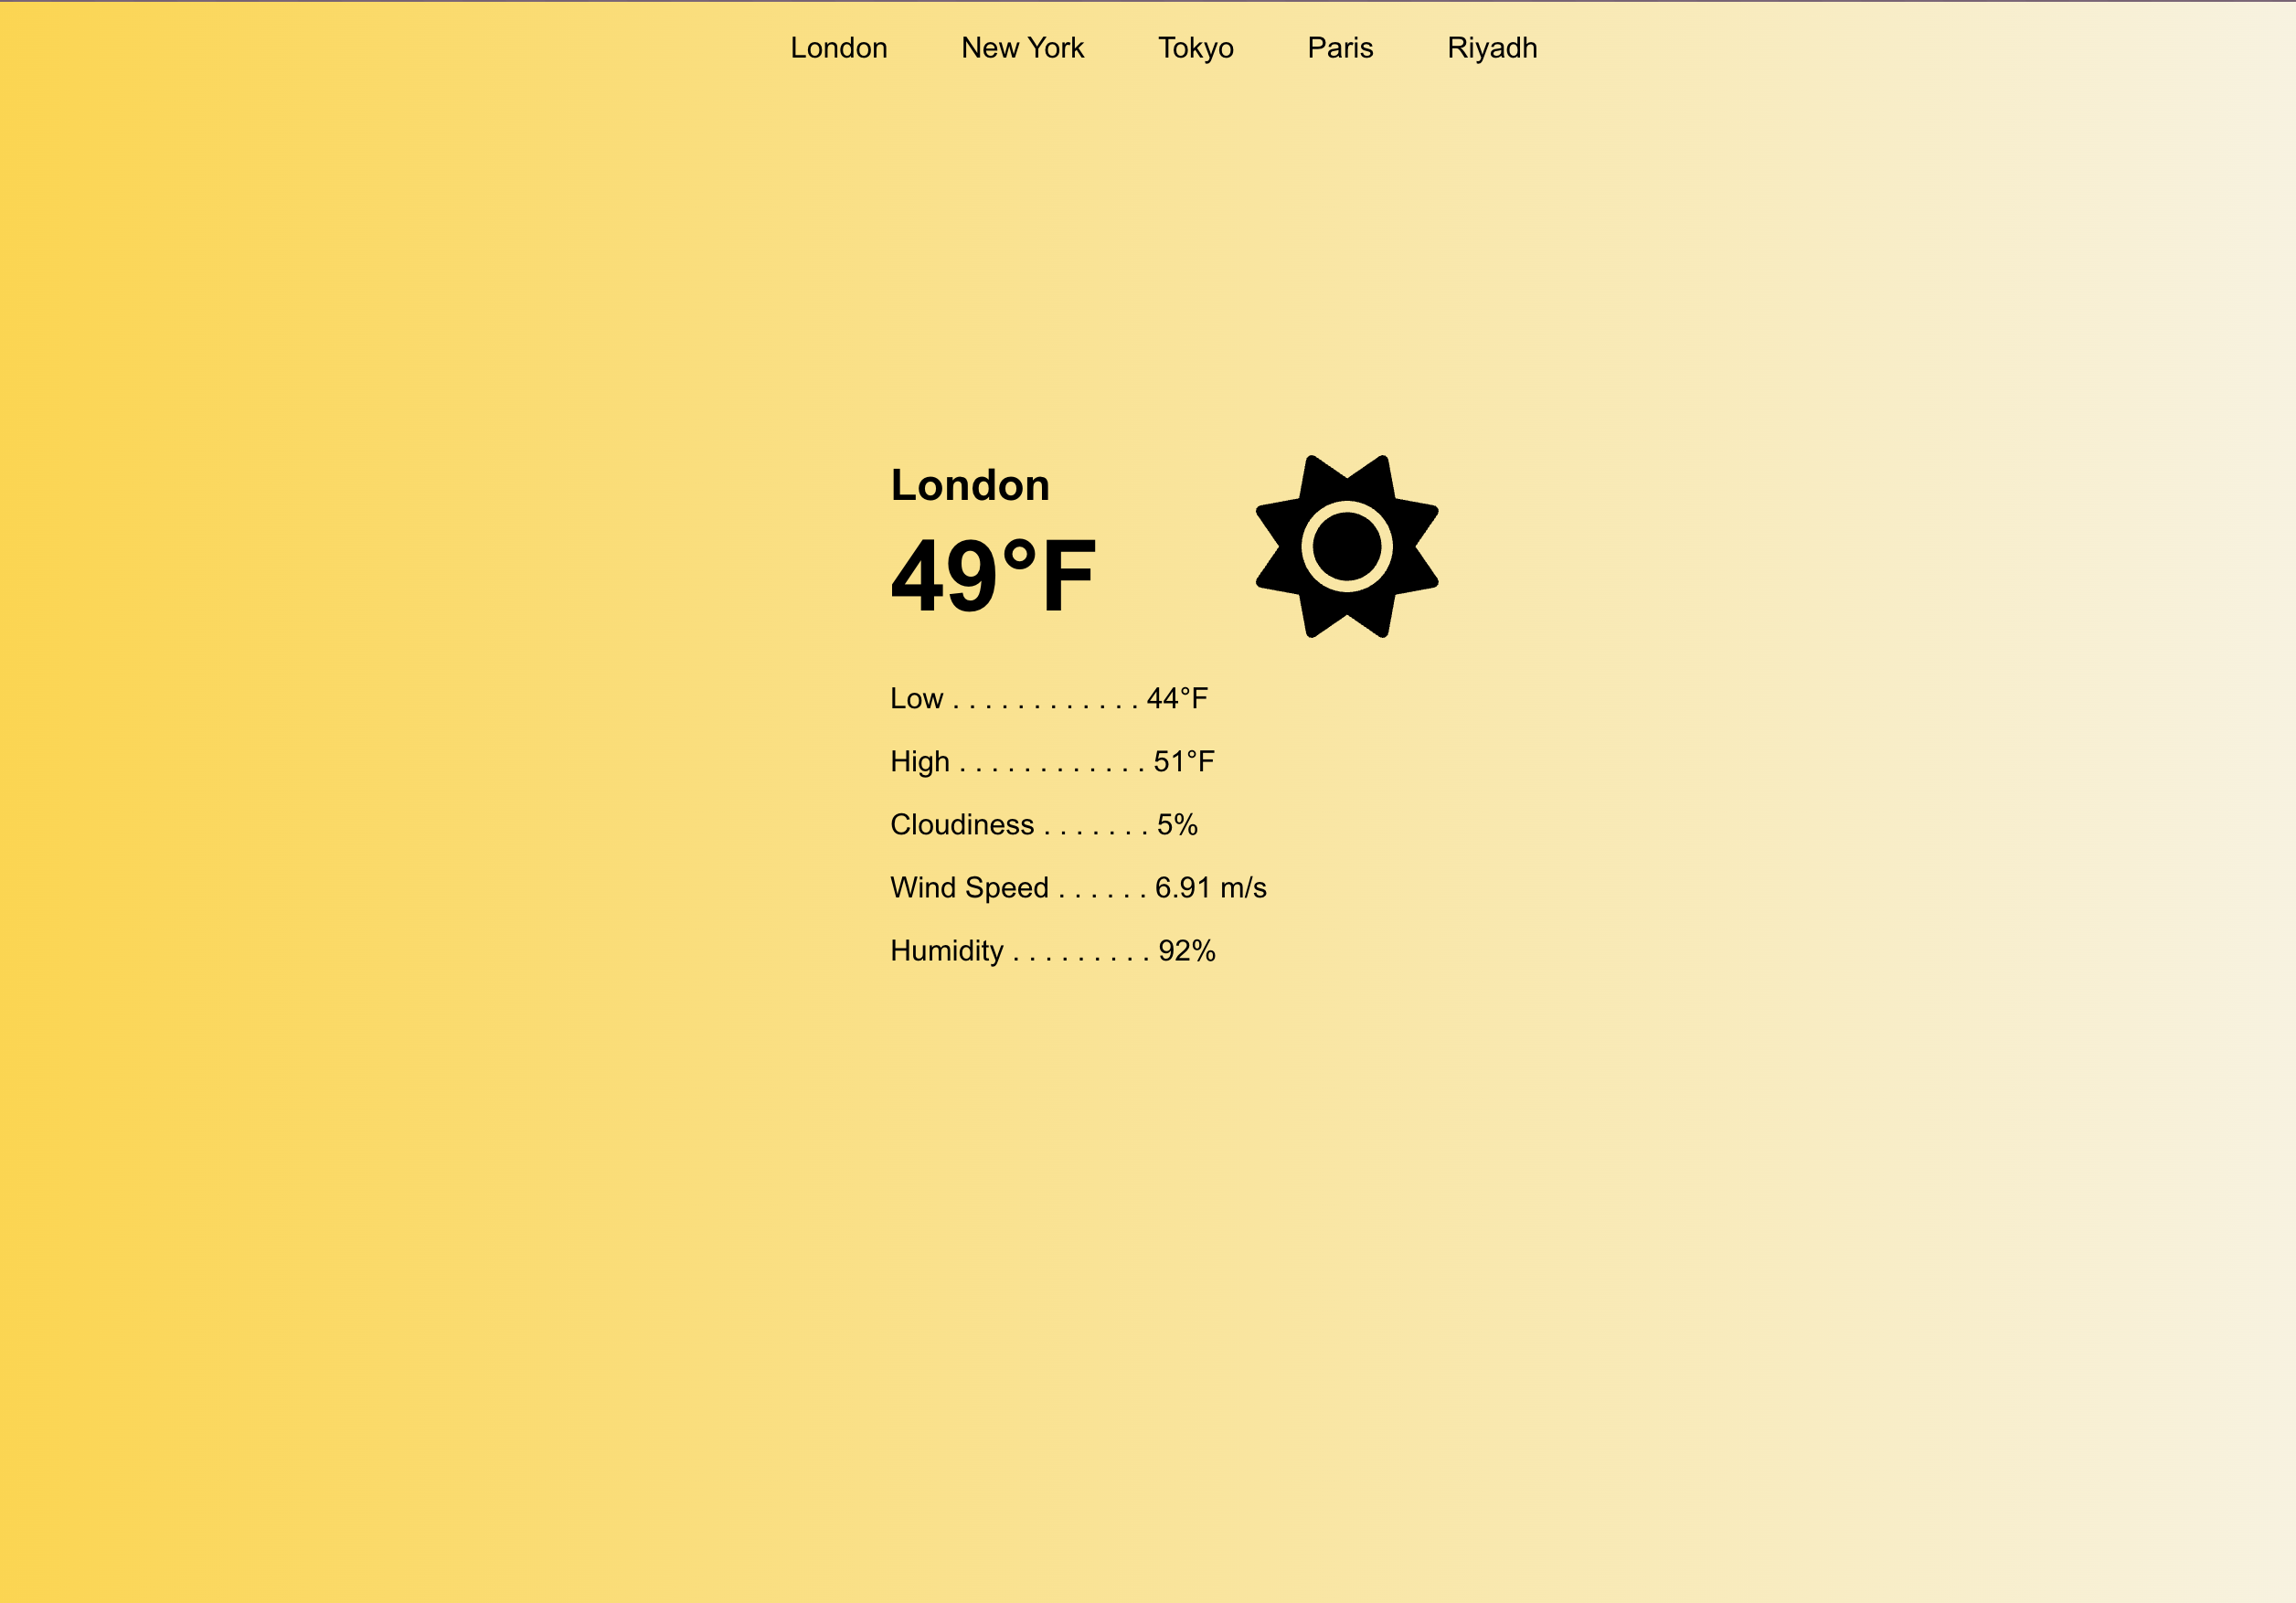 London New York Tokyo Paris Riyadh
London
49°F
Low . . . . . . . . . . . . 44°F
High . . . . . . . . . . . . 51°F
Cloudiness . . . . . . . 5%
Wind Speed . . . . . . 6.91 m/s
Humidity . . . . . . . . . 92%